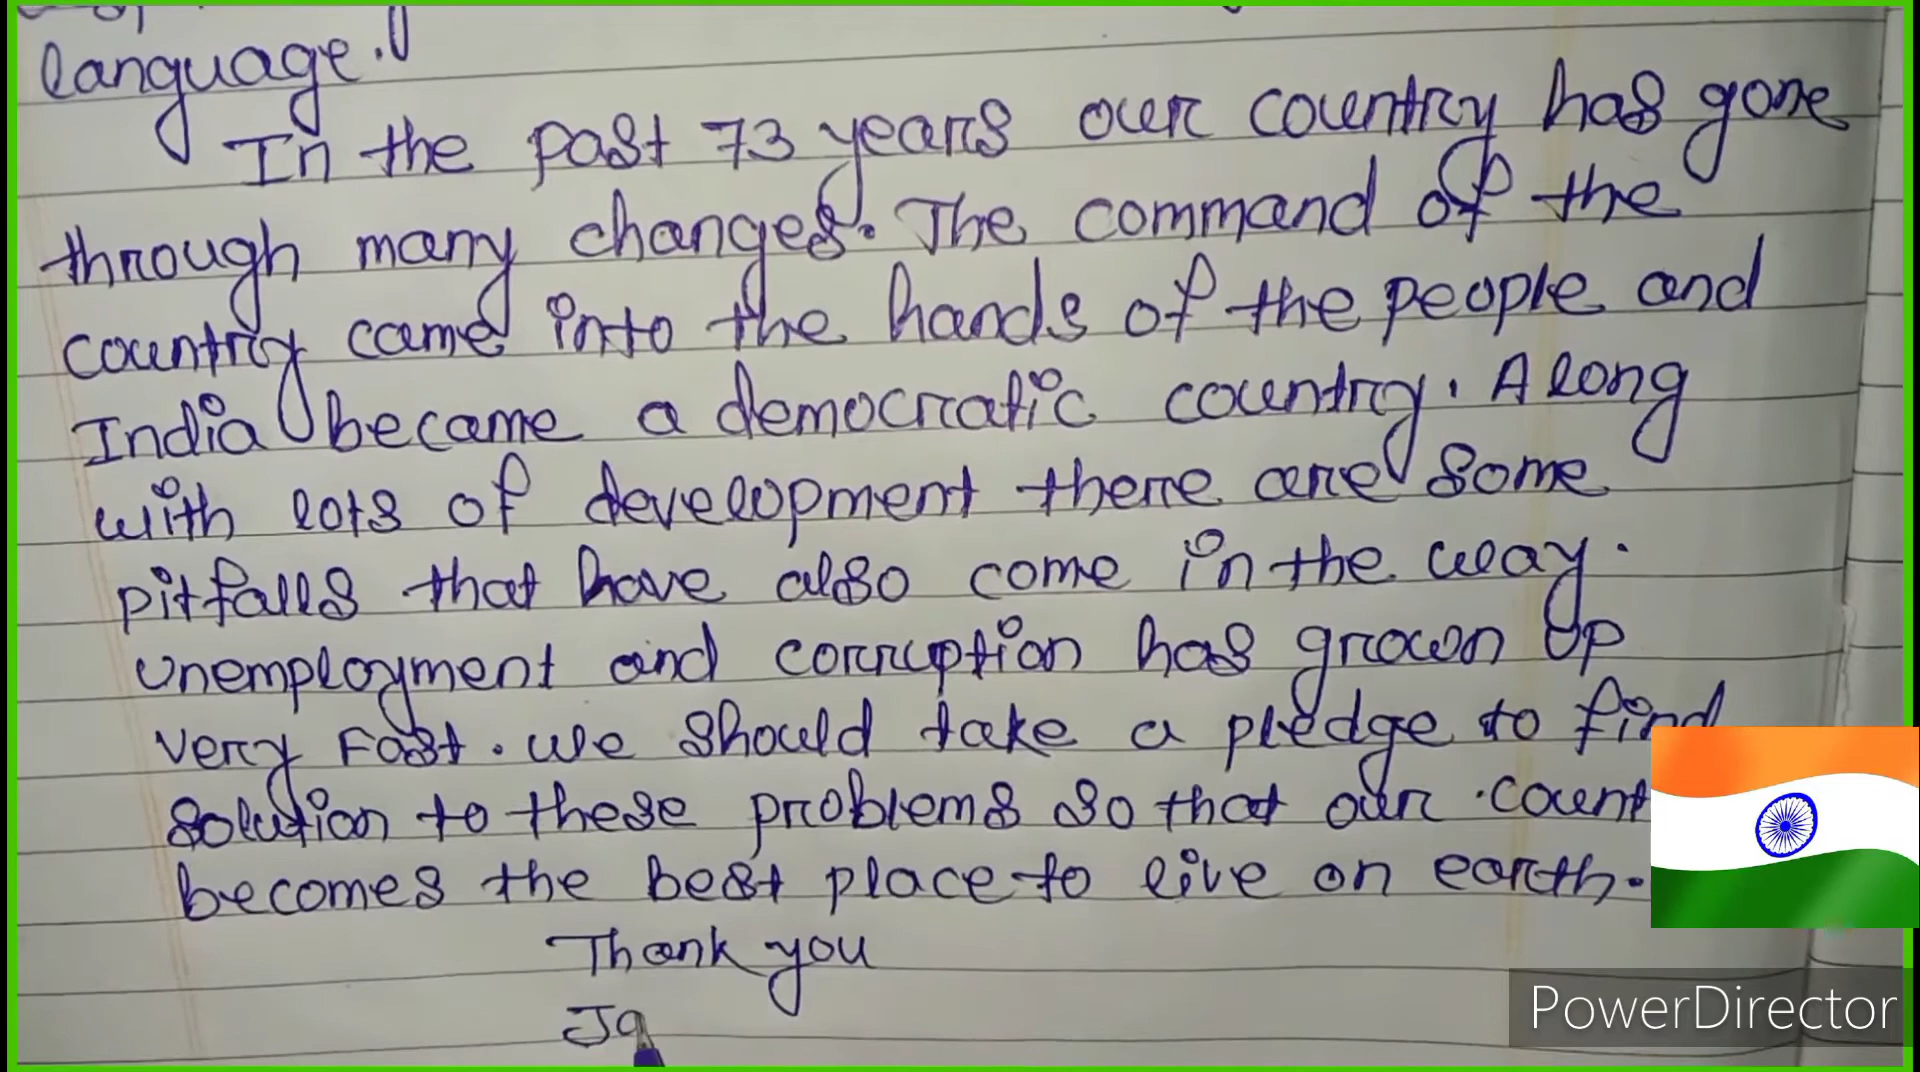 language.
In the past 73 years our country has gone
through many changes. The command of the
country came into the hands of the people and
India became a democratic country. Along
with lots of development there are some
pitfalls that have also come in the way.
unemployment and corruption has grown up
very Fast. we should take a pledge to find
solution to these problems so that our count
becomes the best place to live on earth.
Thank you
Ja
PowerDirector